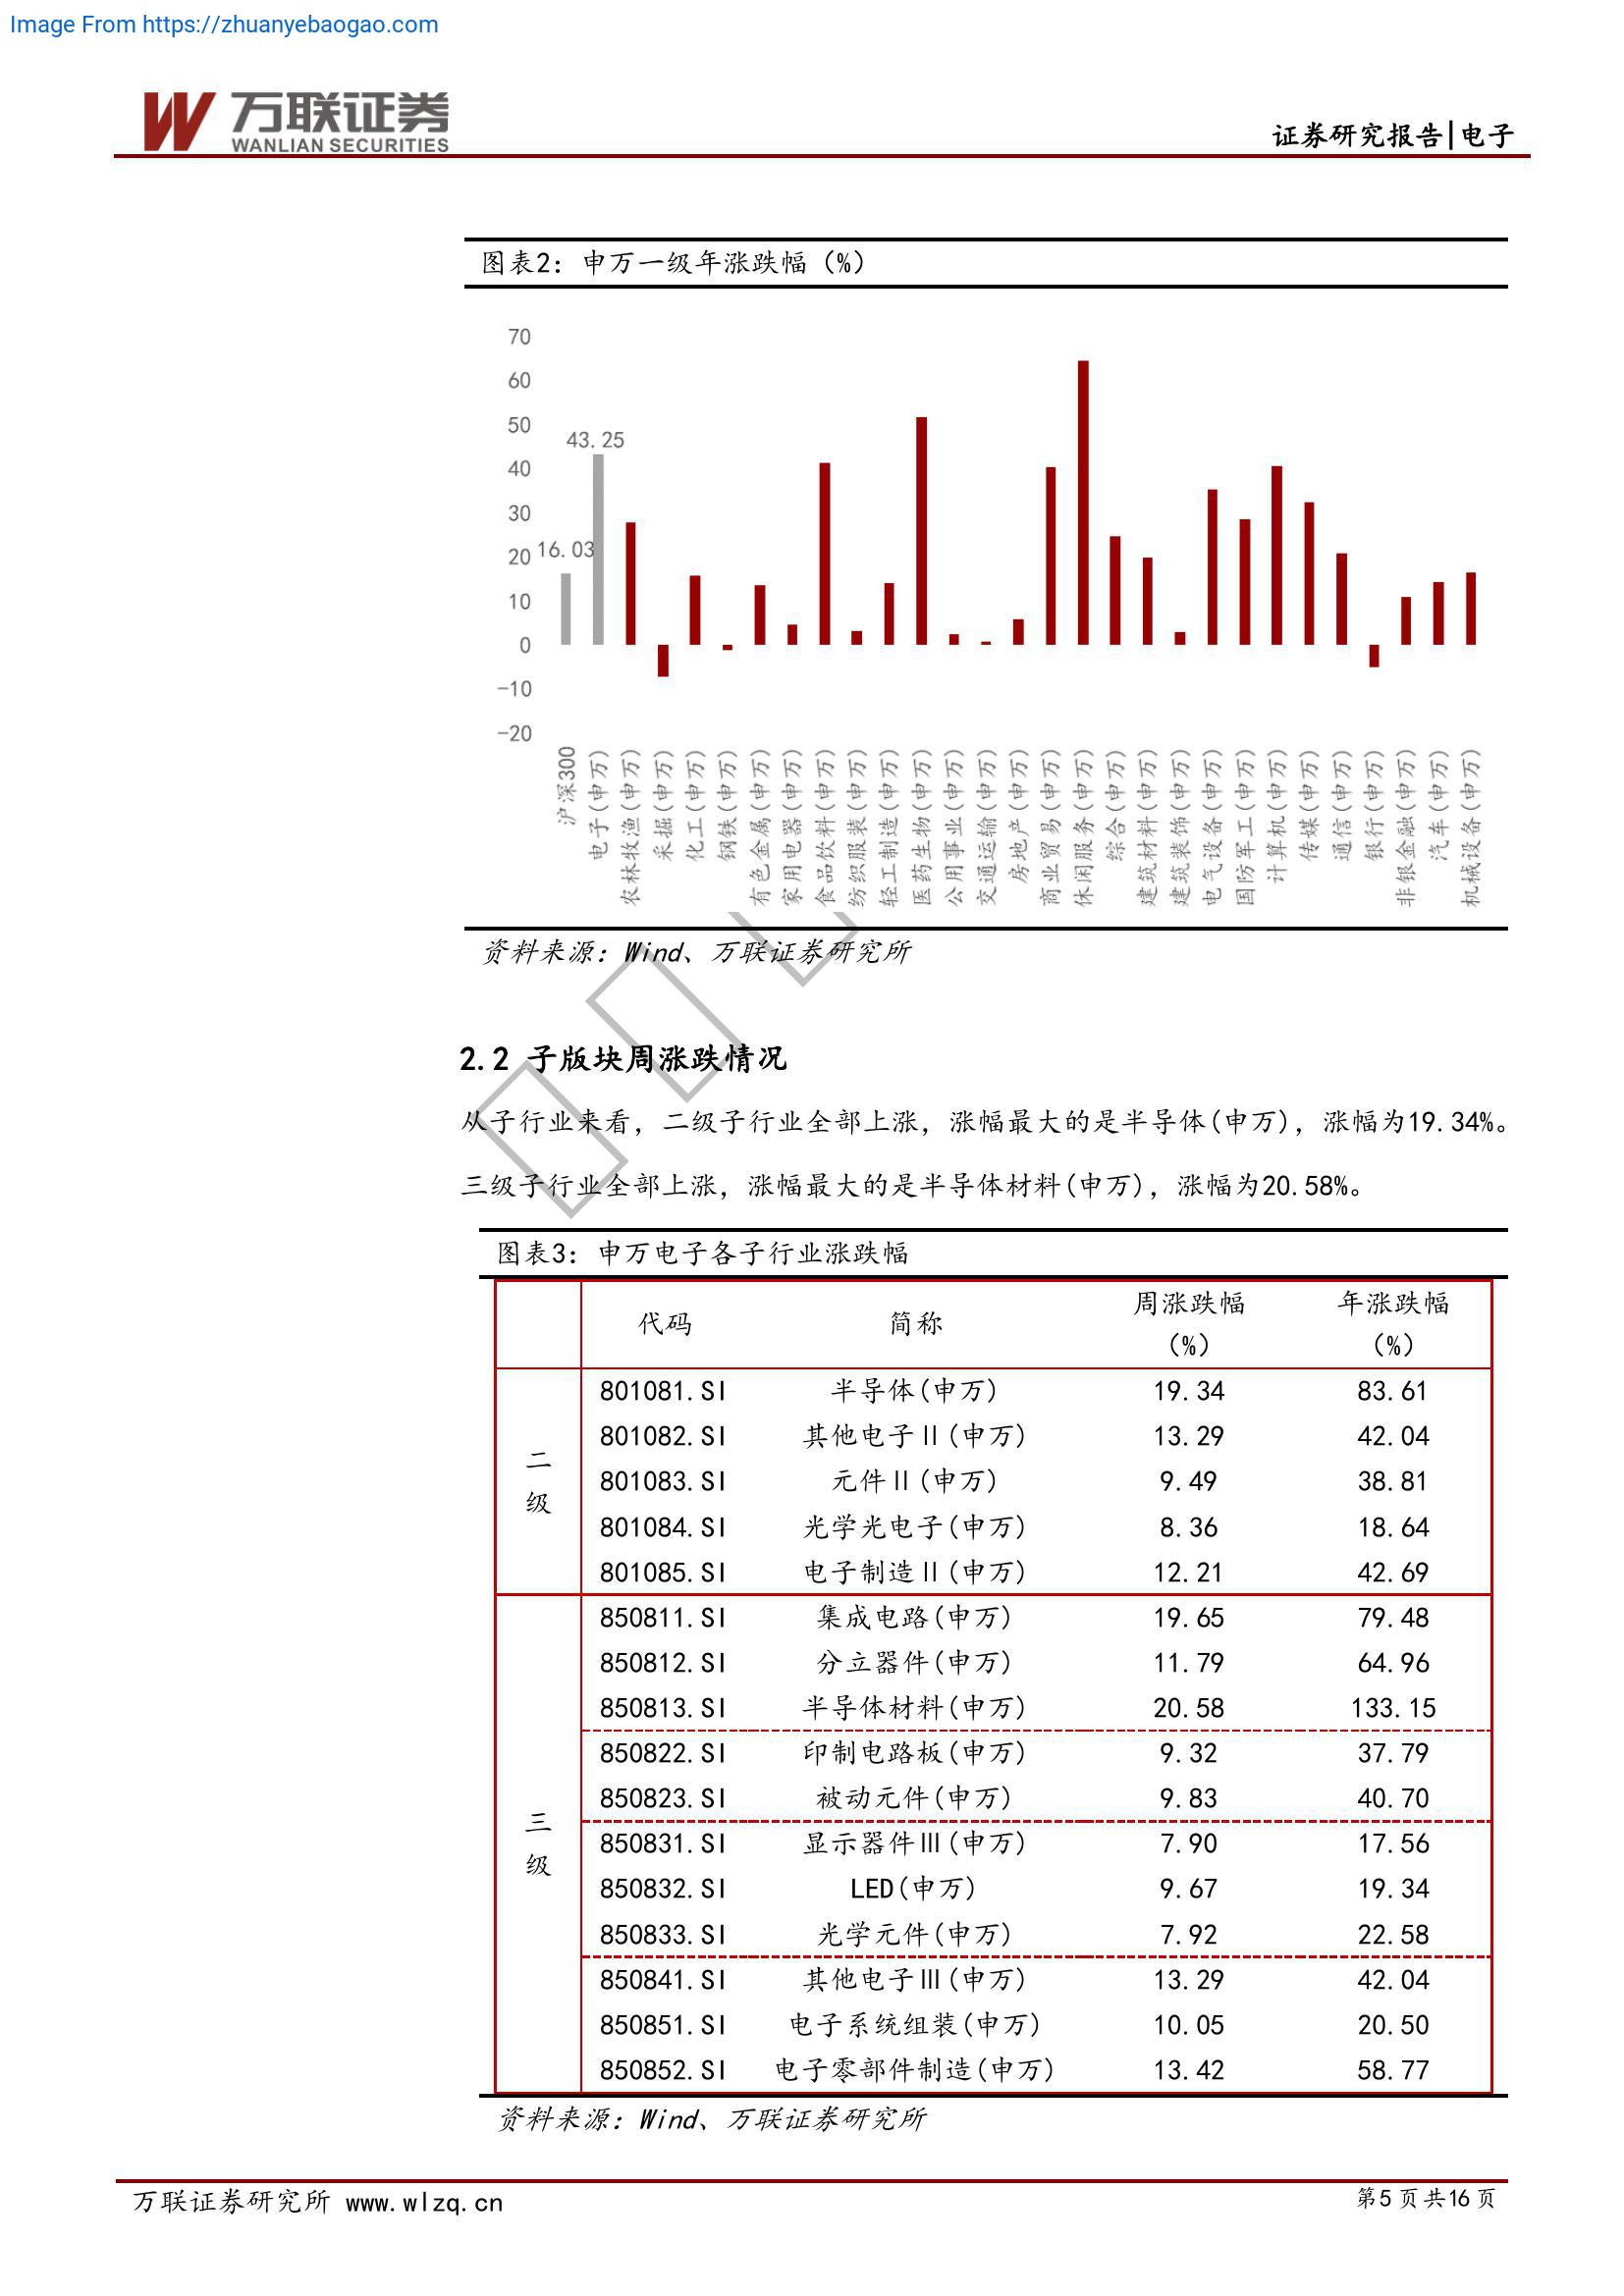 Image From https://zhuanyebaogao.com
万联证券
WANLIAN SECURITIES
证券研究报告|电子
图表2：申万一级年涨跌幅（%）
70
60
50
40
30
20
10
0
-10
-20
16.03
43.25
沪深300
电子(申万)
农林牧渔(申万)
采掘(申万)
化工(申万)
钢铁(申万)
有色金属(申万)
家用电器(申万)
食品饮料(申万)
纺织服装(申万)
轻工制造(申万)
医药生物(申万)
公用事业(申万)
交通运输(申万)
房地产(申万)
商业贸易(申万)
休闲服务(申万)
综合(申万)
建筑材料(申万)
建筑装饰(申万)
电气设备(申万)
国防军工(申万)
计算机(申万)
传媒(申万)
通信(申万)
银行(申万)
非银金融(申万)
汽车(申万)
机械设备(申万)
资料来源：Wind、万联证券研究所
2.2 子版块周涨跌情况
从子行业来看，二级子行业全部上涨，涨幅最大的是半导体(申万)，涨幅为19.34%。
三级子行业全部上涨，涨幅最大的是半导体材料(申万)，涨幅为20.58%。
图表3：申万电子各子行业涨跌幅
代码 简称 周涨跌幅（%） 年涨跌幅（%）
二级
801081.SI 半导体(申万) 19.34 83.61
801082.SI 其他电子Ⅱ(申万) 13.29 42.04
801083.SI 元件Ⅱ(申万) 9.49 38.81
801084.SI 光学光电子(申万) 8.36 18.64
801085.SI 电子制造Ⅱ(申万) 12.21 42.69
三级
850811.SI 集成电路(申万) 19.65 79.48
850812.SI 分立器件(申万) 11.79 64.96
850813.SI 半导体材料(申万) 20.58 133.15
850822.SI 印制电路板(申万) 9.32 37.79
850823.SI 被动元件(申万) 9.83 40.70
850831.SI 显示器件Ⅲ(申万) 7.90 17.56
850832.SI LED(申万) 9.67 19.34
850833.SI 光学元件(申万) 7.92 22.58
850841.SI 其他电子Ⅲ(申万) 13.29 42.04
850851.SI 电子系统组装(申万) 10.05 20.50
850852.SI 电子零部件制造(申万) 13.42 58.77
资料来源：Wind、万联证券研究所
万联证券研究所 www.wlzq.cn
第5页共16页